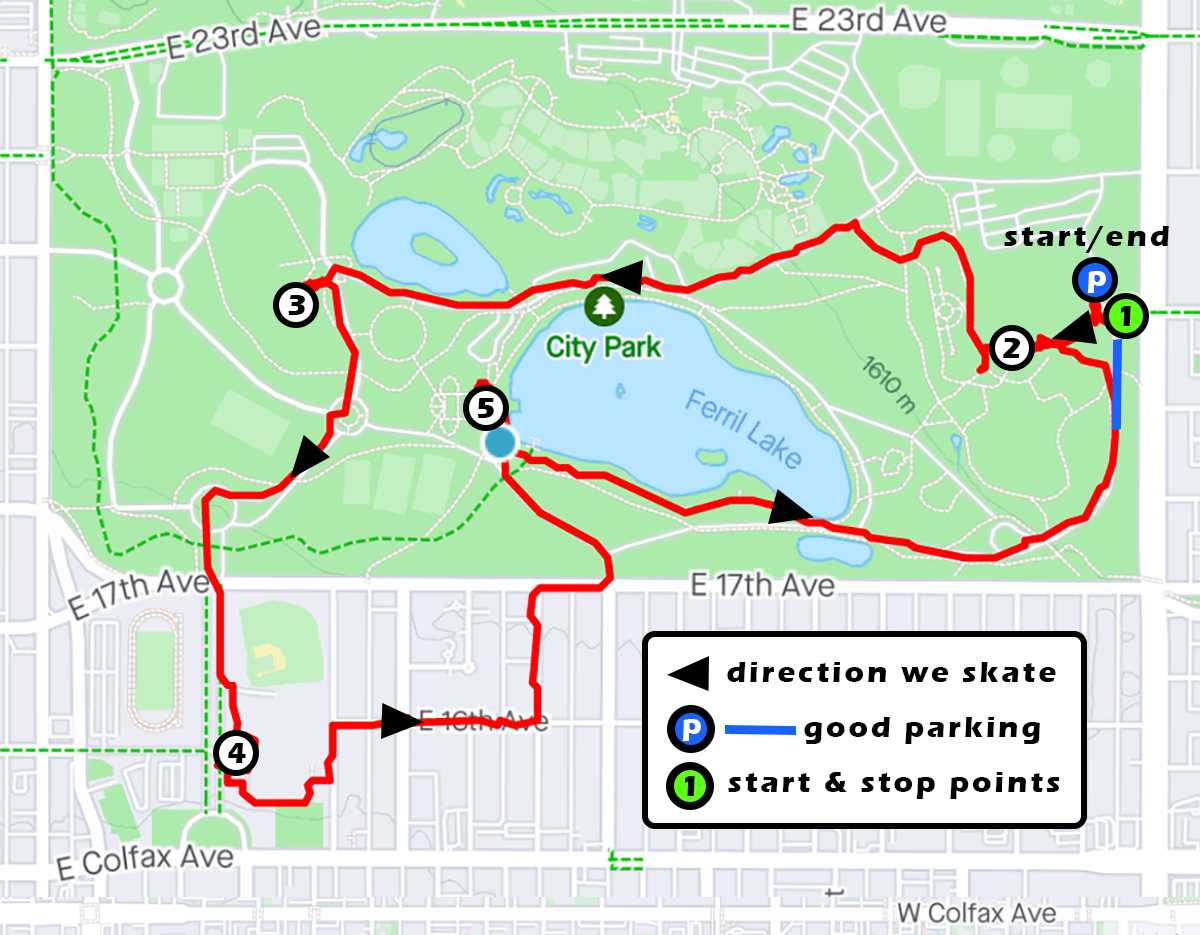 E 23rd Ave
E 23rd Ave
start/end
P
1
2
3
City Park
1610 m
5
Ferril Lake
E 17th Ave
E 17th Ave
direction we skate
E 16th Ave
P good parking
4
1 start & stop points
E Colfax Ave
W Colfax Ave